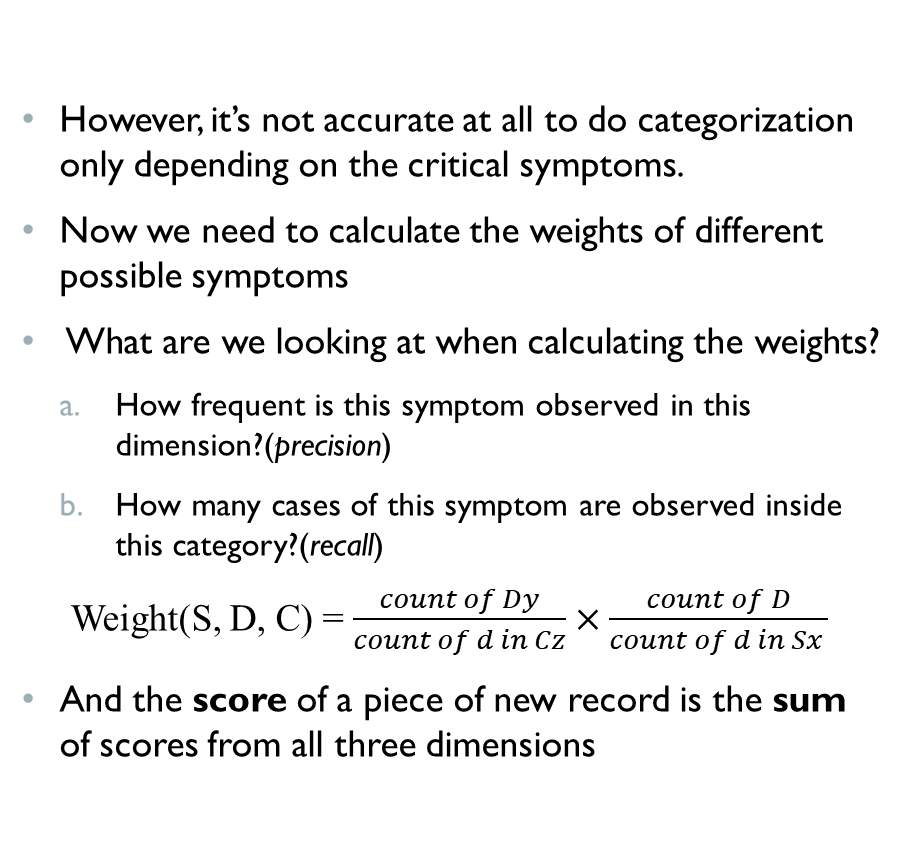 • However, it’s not accurate at all to do categorization
only depending on the critical symptoms.
• Now we need to calculate the weights of different
possible symptoms
• What are we looking at when calculating the weights?
a. How frequent is this symptom observed in this
dimension?(precision)
b. How many cases of this symptom are observed inside
this category?(recall)
Weight(S, D, C) = count of Dy / count of d in Cz × count of D / count of d in Sx
• And the score of a piece of new record is the sum
of scores from all three dimensions